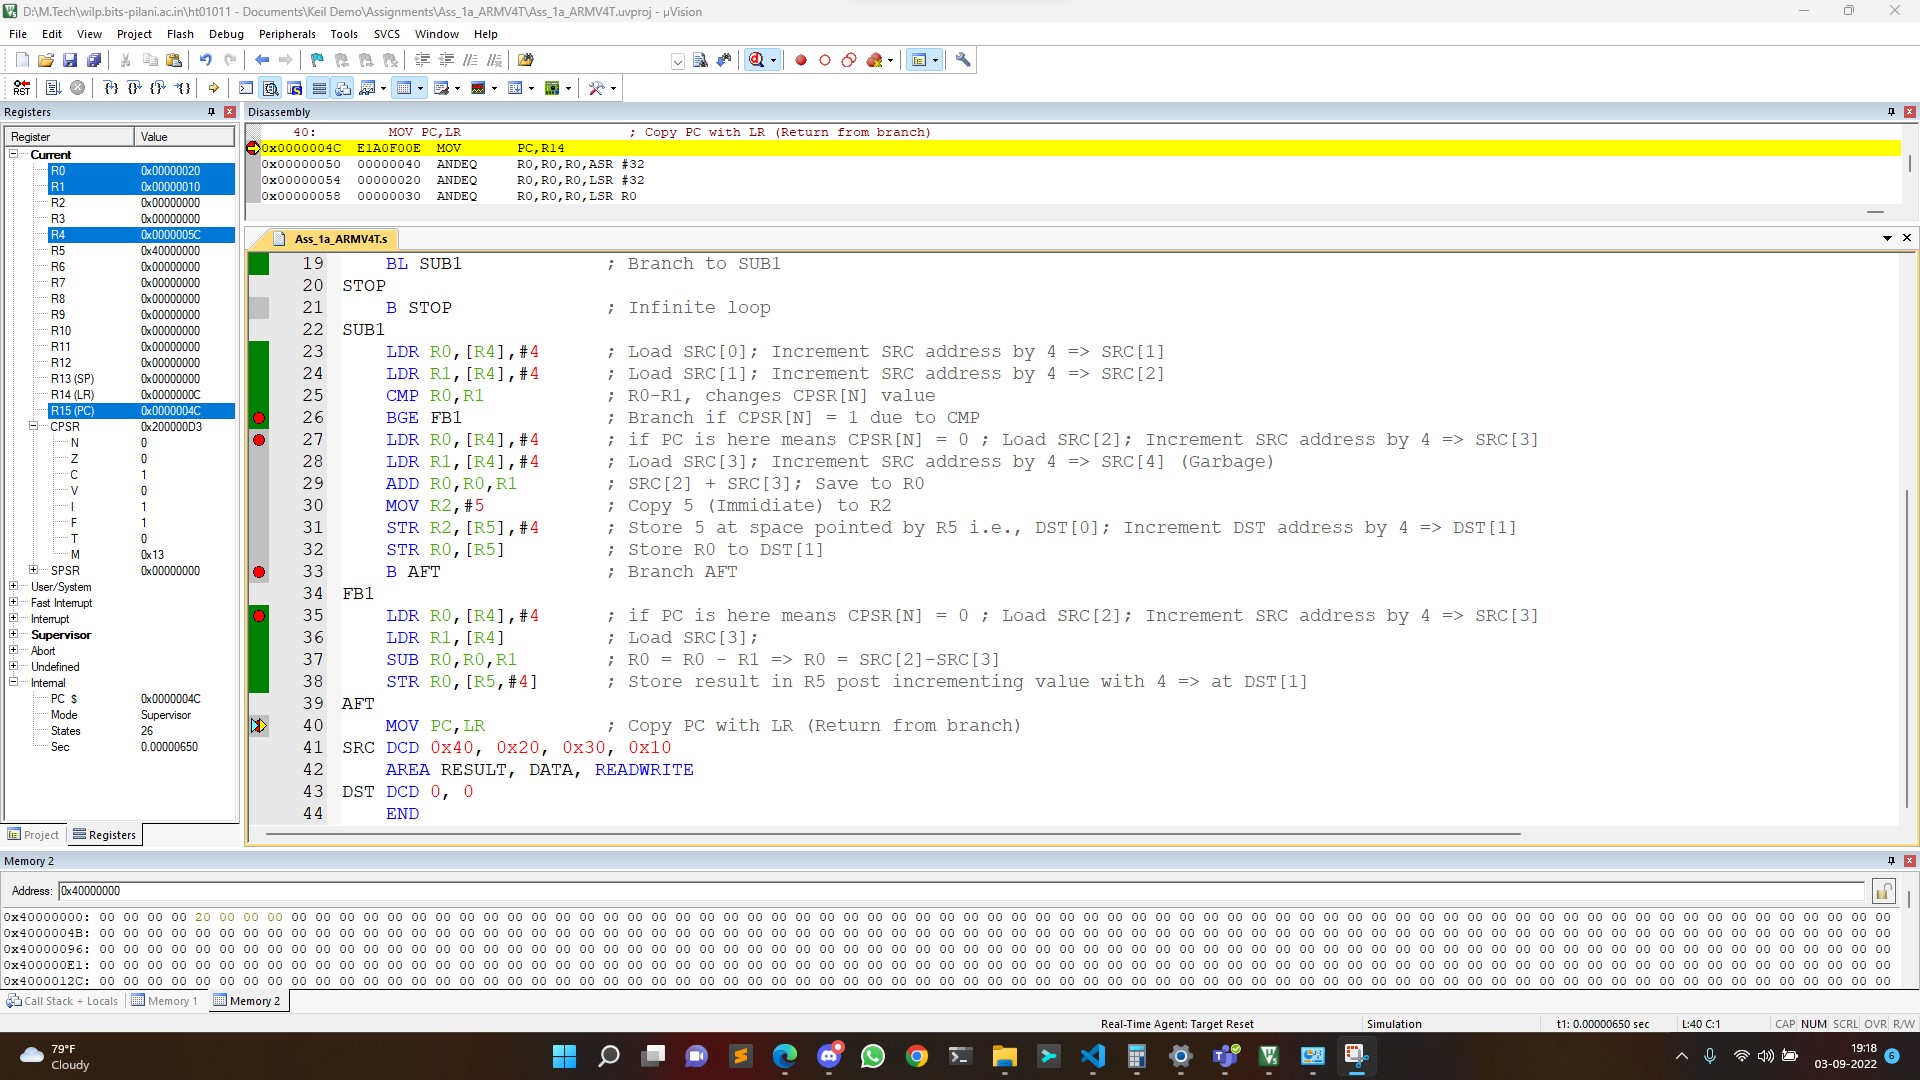 D:\M.Tech\wilp.bits-pilani.ac.in\ht01011 - Documents\Keil Demo\Assignments\Ass_1a_ARMV4T\Ass_1a_ARMV4T.uvproj - µVision
File Edit View Project Flash Debug Peripherals Tools SVCS Window Help
Registers
Register Value
Current
R0 0x00000020
R1 0x00000010
R2 0x00000000
R3 0x00000000
R4 0x0000005C
R5 0x40000000
R6 0x00000000
R7 0x00000000
R8 0x00000000
R9 0x00000000
R10 0x00000000
R11 0x00000000
R12 0x00000000
R13 (SP) 0x00000000
R14 (LR) 0x0000000C
R15 (PC) 0x0000004C
CPSR 0x200000D3
N 0
Z 0
C 1
V 0
I 1
F 1
T 0
M 0x13
SPSR 0x00000000
User/System
Fast Interrupt
Interrupt
Supervisor
Abort
Undefined
Internal
PC $ 0x0000004C
Mode Supervisor
States 26
Sec 0.00000650
Project Registers
Disassembly
40: MOV PC,LR ; Copy PC with LR (Return from branch)
0x0000004C E1A0F00E MOV PC,R14
0x00000050 00000040 ANDEQ R0,R0,R0,ASR #32
0x00000054 00000020 ANDEQ R0,R0,R0,LSR #32
0x00000058 00000030 ANDEQ R0,R0,R0,LSR R0
Ass_1a_ARMV4T.s
19 BL SUB1 ; Branch to SUB1
20 STOP
21 B STOP ; Infinite loop
22 SUB1
23 LDR R0,[R4],#4 ; Load SRC[0]; Increment SRC address by 4 => SRC[1]
24 LDR R1,[R4],#4 ; Load SRC[1]; Increment SRC address by 4 => SRC[2]
25 CMP R0,R1 ; R0-R1, changes CPSR[N] value
26 BGE FB1 ; Branch if CPSR[N] = 1 due to CMP
27 LDR R0,[R4],#4 ; if PC is here means CPSR[N] = 0 ; Load SRC[2]; Increment SRC address by 4 => SRC[3]
28 LDR R1,[R4],#4 ; Load SRC[3]; Increment SRC address by 4 => SRC[4] (Garbage)
29 ADD R0,R0,R1 ; SRC[2] + SRC[3]; Save to R0
30 MOV R2,#5 ; Copy 5 (Immidiate) to R2
31 STR R2,[R5],#4 ; Store 5 at space pointed by R5 i.e., DST[0]; Increment DST address by 4 => DST[1]
32 STR R0,[R5] ; Store R0 to DST[1]
33 B AFT ; Branch AFT
34 FB1
35 LDR R0,[R4],#4 ; if PC is here means CPSR[N] = 0 ; Load SRC[2]; Increment SRC address by 4 => SRC[3]
36 LDR R1,[R4] ; Load SRC[3];
37 SUB R0,R0,R1 ; R0 = R0 - R1 => R0 = SRC[2]-SRC[3]
38 STR R0,[R5,#4] ; Store result in R5 post incrementing value with 4 => at DST[1]
39 AFT
40 MOV PC,LR ; Copy PC with LR (Return from branch)
41 SRC DCD 0x40, 0x20, 0x30, 0x10
42 AREA RESULT, DATA, READWRITE
43 DST DCD 0, 0
44 END
Memory 2
Address: 0x40000000
0x40000000: 00 00 00 00 20 00 00 00 00 00 00 00 00 00 00 00 00 00 00 00 00 00 00 00 00 00 00 00 00 00 00 00 00 00 00 00 00 00 00 00 00 00 00 00 00 00 00 00 00 00 00 00 00 00 00 00 00 00 00 00 00 00 00 00 00 00 00 00 00 00 00 00 00 00 00
0x4000004B: 00 00 00 00 00 00 00 00 00 00 00 00 00 00 00 00 00 00 00 00 00 00 00 00 00 00 00 00 00 00 00 00 00 00 00 00 00 00 00 00 00 00 00 00 00 00 00 00 00 00 00 00 00 00 00 00 00 00 00 00 00 00 00 00 00 00 00 00 00 00 00 00 00 00 00
0x40000096: 00 00 00 00 00 00 00 00 00 00 00 00 00 00 00 00 00 00 00 00 00 00 00 00 00 00 00 00 00 00 00 00 00 00 00 00 00 00 00 00 00 00 00 00 00 00 00 00 00 00 00 00 00 00 00 00 00 00 00 00 00 00 00 00 00 00 00 00 00 00 00 00 00 00 00
0x400000E1: 00 00 00 00 00 00 00 00 00 00 00 00 00 00 00 00 00 00 00 00 00 00 00 00 00 00 00 00 00 00 00 00 00 00 00 00 00 00 00 00 00 00 00 00 00 00 00 00 00 00 00 00 00 00 00 00 00 00 00 00 00 00 00 00 00 00 00 00 00 00 00 00 00 00 00
0x4000012C: 00 00 00 00 00 00 00 00 00 00 00 00 00 00 00 00 00 00 00 00 00 00 00 00 00 00 00 00 00 00 00 00 00 00 00 00 00 00 00 00 00 00 00 00 00 00 00 00 00 00 00 00 00 00 00 00 00 00 00 00 00 00 00 00 00 00 00 00 00 00 00 00 00 00 00
Call Stack + Locals Memory 1 Memory 2
Real-Time Agent: Target Reset Simulation t1: 0.00000650 sec L:40 C:1 CAP NUM SCRL OVR R/W
79°F
Cloudy
19:18
03-09-2022
6